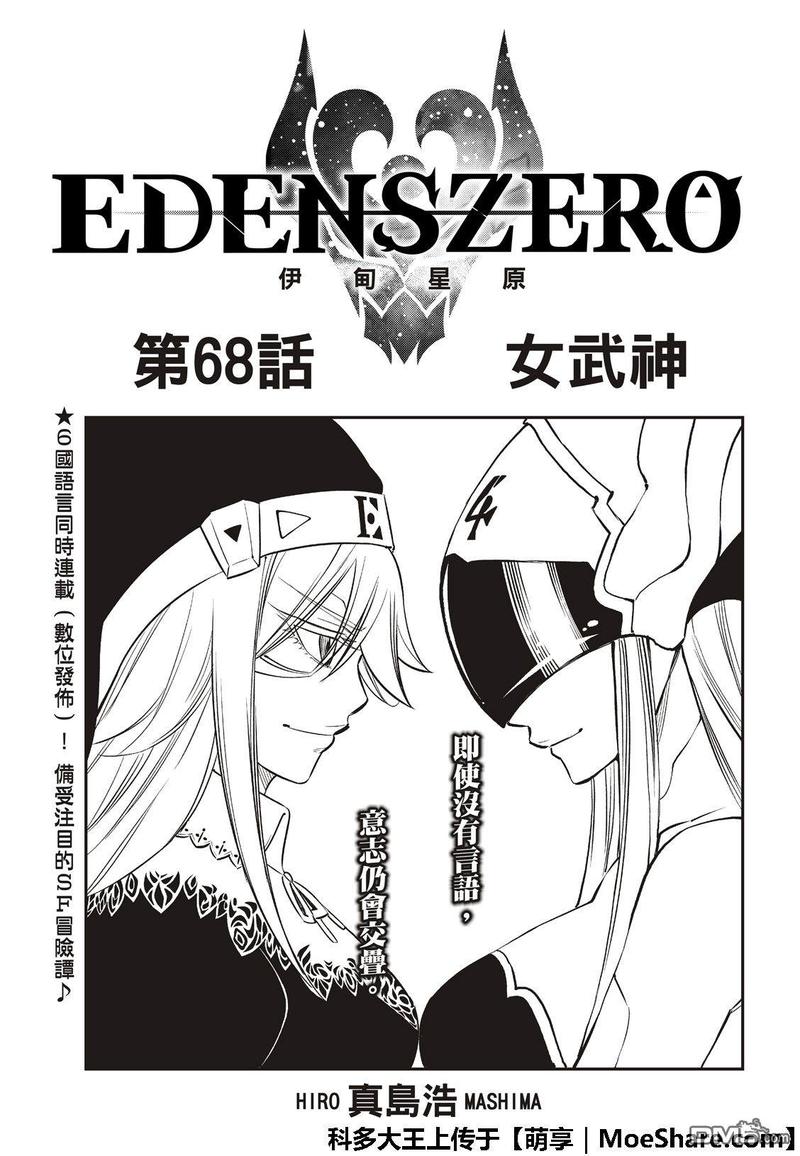 EDENSZERO
伊甸星原
第68話 女武神
★6國語言同時連載(數位發佈)! 備受注目的SF冒險譚♪
E
4
即使沒有言語,
意志仍會交疊。
HIRO 真島浩 MASHIMA
科多大王上传于【萌享|MoeShare.com】